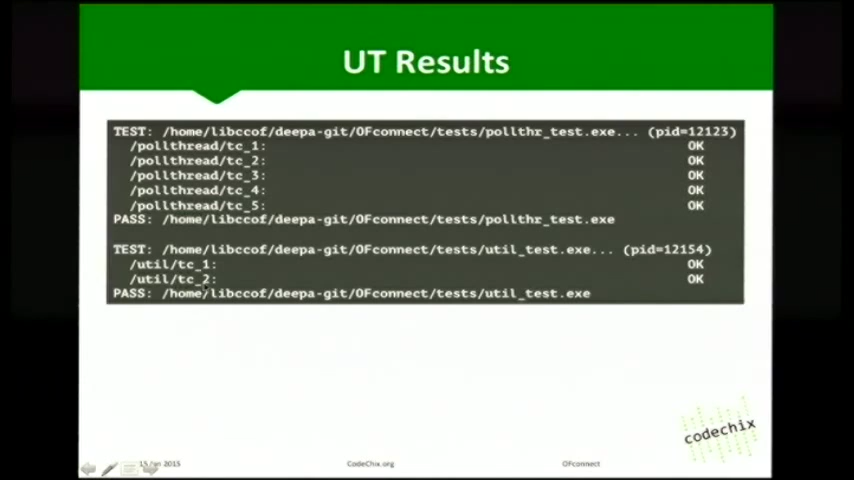 UT Results
TEST: /home/libccof/deepa-git/OFconnect/tests/pollthr_test.exe... (pid=12123)
/pollthread/tc_1: OK
/pollthread/tc_2: OK
/pollthread/tc_3: OK
/pollthread/tc_4: OK
/pollthread/tc_5: OK
PASS: /home/libccof/deepa-git/OFconnect/tests/pollthr_test.exe
TEST: /home/libccof/deepa-git/OFconnect/tests/util_test.exe... (pid=12154)
/util/tc_1: OK
/util/tc_2: OK
PASS: /home/libccof/deepa-git/OFconnect/tests/util_test.exe
codechix
15 Jan 2015
CodeChix.org
OFconnect